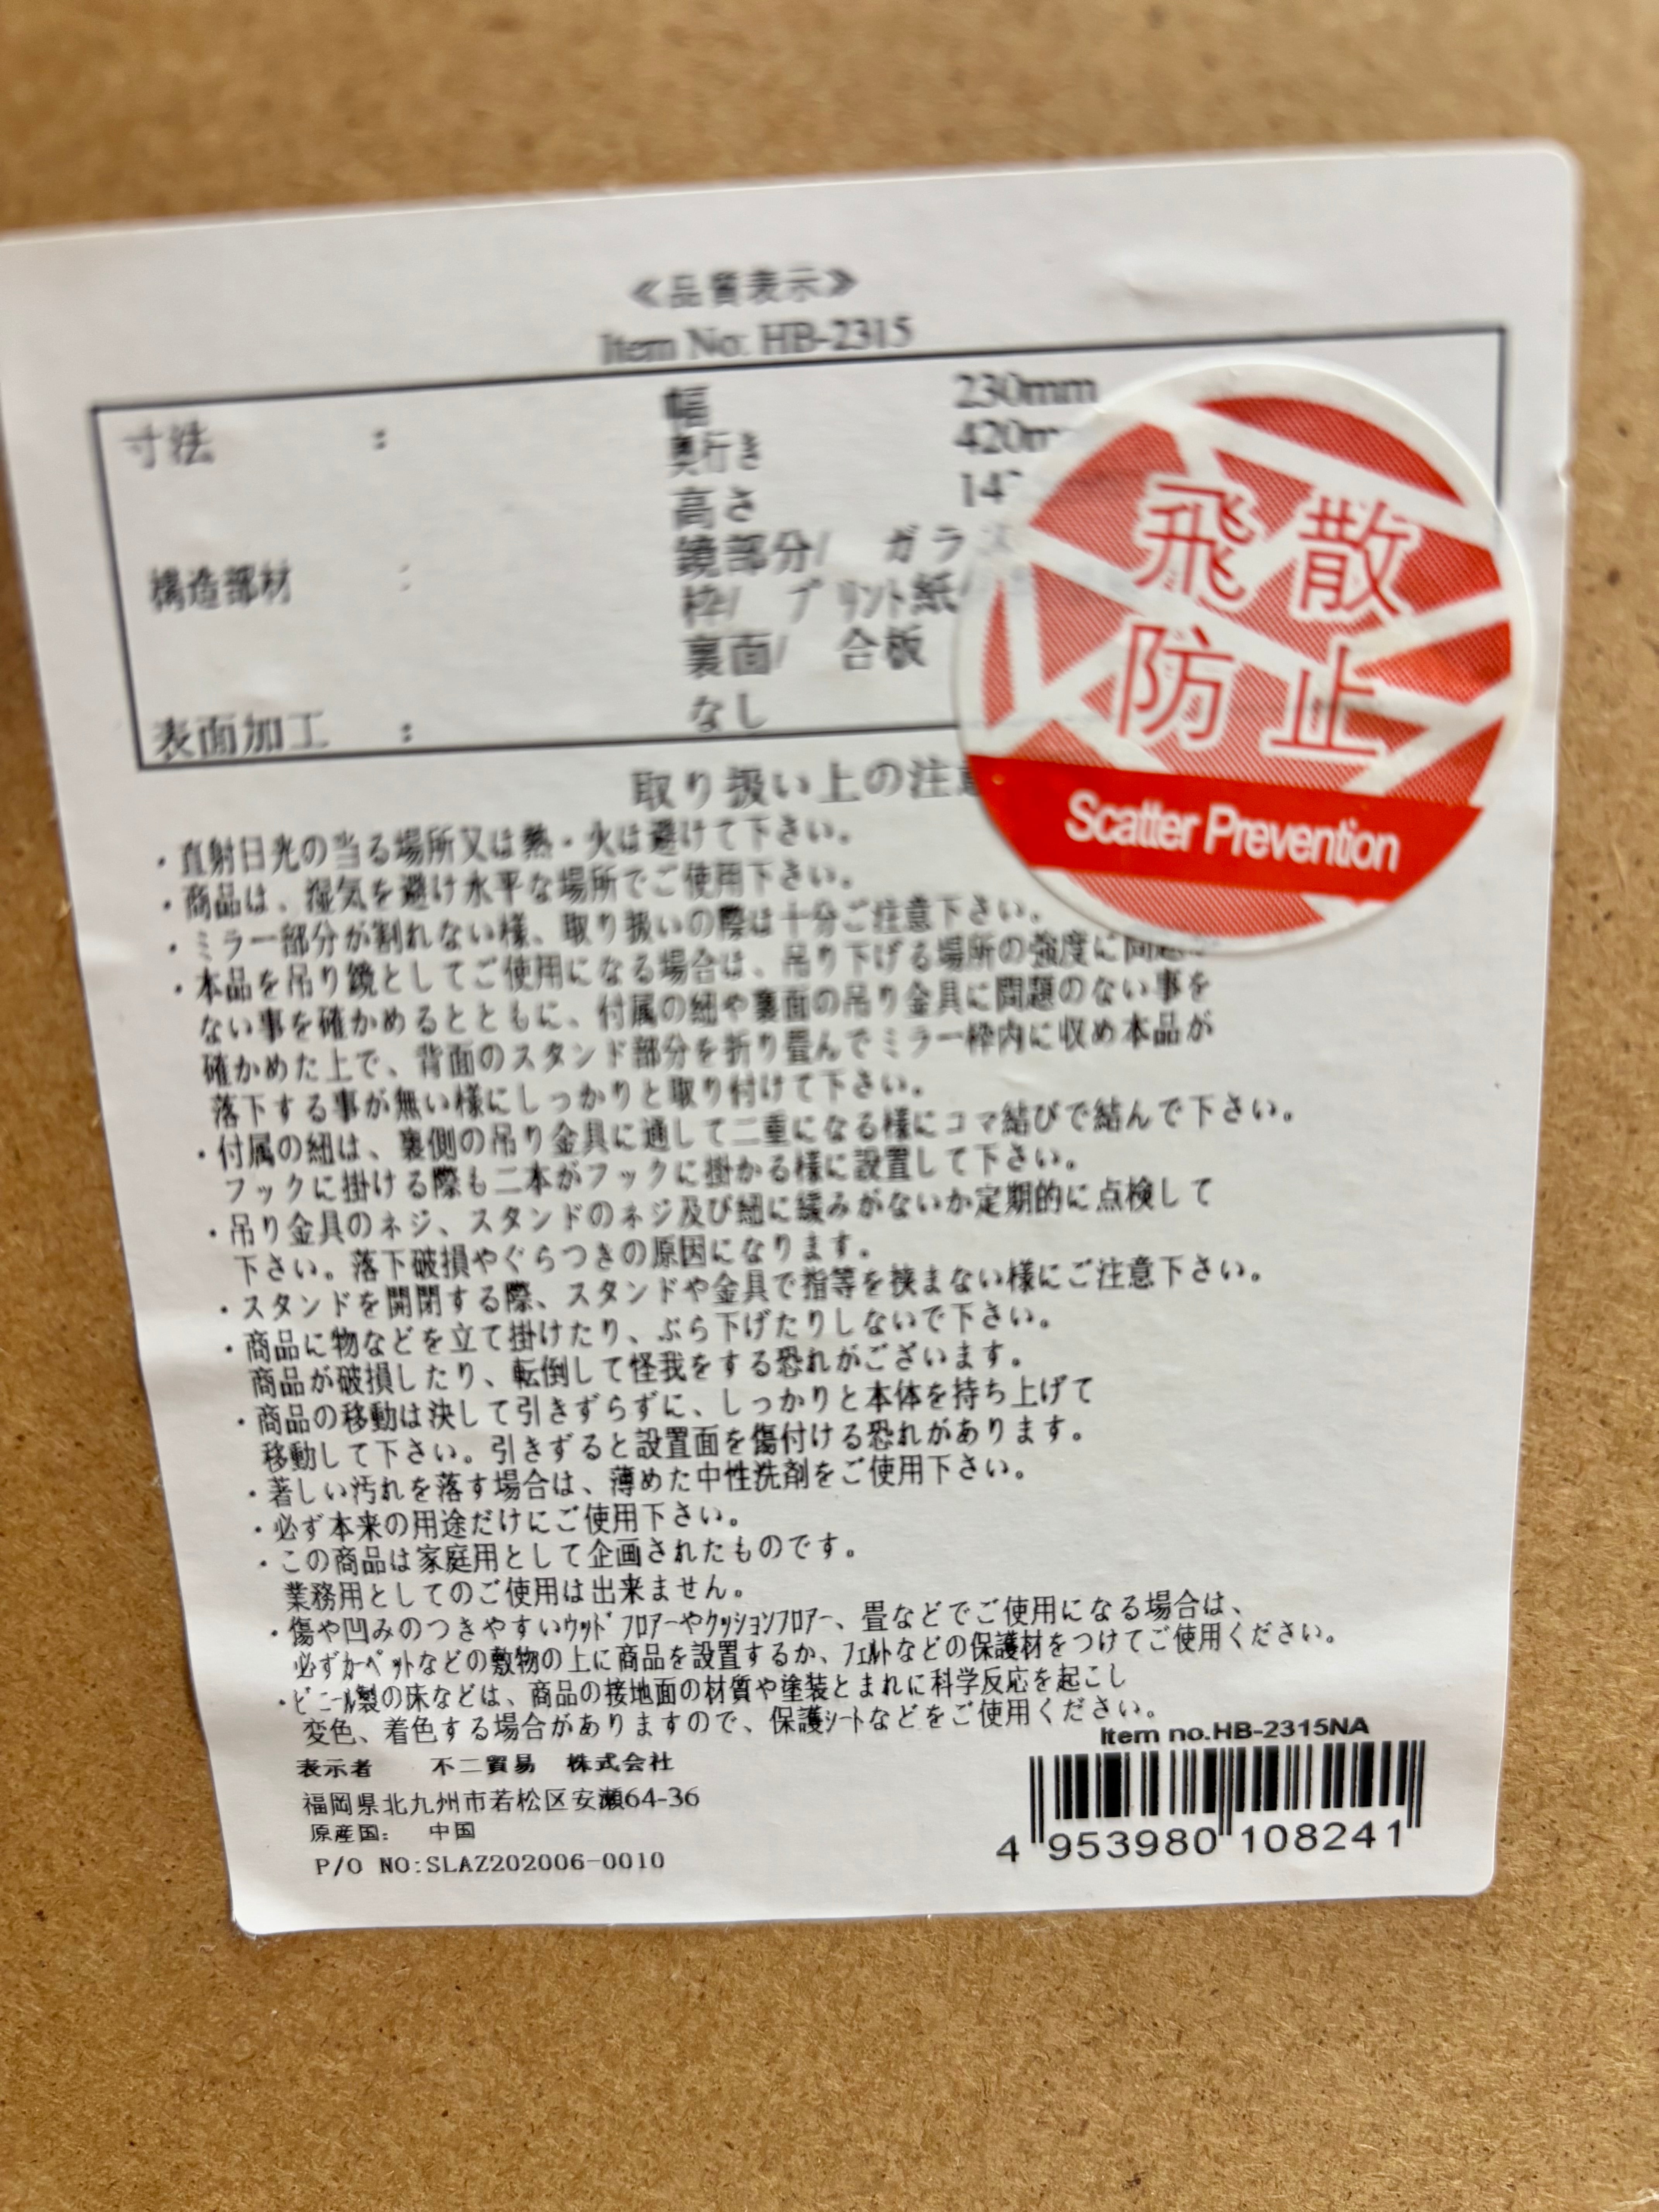 ≪品質表示≫
Item No: HB-2315
寸法 : 幅 230mm
奥行き
高さ
構造部材 : 鏡部分/ ガラス
枠/ プリント紙/
裏面/ 合板
表面加工 : なし
飛散
防止
Scatter Prevention
取り扱い上の注意
・直射日光の当る場所又は熱・火は避けて下さい。
・商品は、湿気を避け水平な場所でご使用下さい。
・ミラー部分が割れない様、取り扱いの際は十分ご注意下さい。
・本品を吊り鏡としてご使用になる場合は、吊り下げる場所の強度に問題の
ない事を確かめるとともに、付属の紐や裏面の吊り金具に問題のない事を
確かめた上で、背面のスタンド部分を折り畳んでミラー枠内に収め本品が
落下する事が無い様にしっかりと取り付けて下さい。
・付属の紐は、裏側の吊り金具に通して二重になる様にコマ結びで結んで下さい。
フックに掛ける際も二本がフックに掛かる様に設置して下さい。
・吊り金具のネジ、スタンドのネジ及び紐に緩みがないか定期的に点検して
下さい。落下破損やぐらつきの原因になります。
・スタンドを開閉する際、スタンドや金具で指等を挟まない様にご注意下さい。
・商品に物などを立て掛けたり、ぶら下げたりしないで下さい。
商品が破損したり、転倒して怪我をする恐れがございます。
・商品の移動は決して引きずらずに、しっかりと本体を持ち上げて
移動して下さい。引きずると設置面を傷付ける恐れがあります。
・著しい汚れを落す場合は、薄めた中性洗剤をご使用下さい。
・必ず本来の用途だけにご使用下さい。
・この商品は家庭用として企画されたものです。
業務用としてのご使用は出来ません。
・傷や凹みのつきやすいｳｯﾄﾞﾌﾛｱｰやｸｯｼｮﾝﾌﾛｱｰ、畳などでご使用になる場合は、
必ずｶｰﾍﾟｯﾄなどの敷物の上に商品を設置するか、ﾌｪﾙﾄなどの保護材をつけてご使用ください。
・ﾋﾞﾆｰﾙ製の床などは、商品の接地面の材質や塗装とまれに科学反応を起こし
変色、着色する場合がありますので、保護ｼｰﾄなどをご使用ください。
表示者 不二貿易 株式会社
福岡県北九州市若松区安瀬64-36
原産国: 中国
P/O NO:SLAZ202006-0010
Item no.HB-2315NA
4 953980 108241